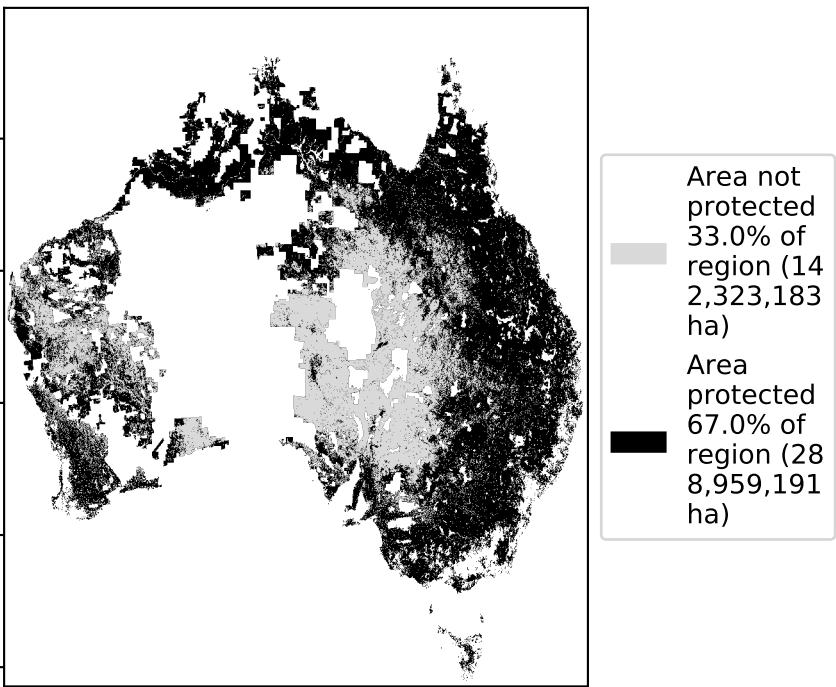 Area not
protected
33.0% of
region (14
2,323,183
ha)
Area
protected
67.0% of
region (28
8,959,191
ha)